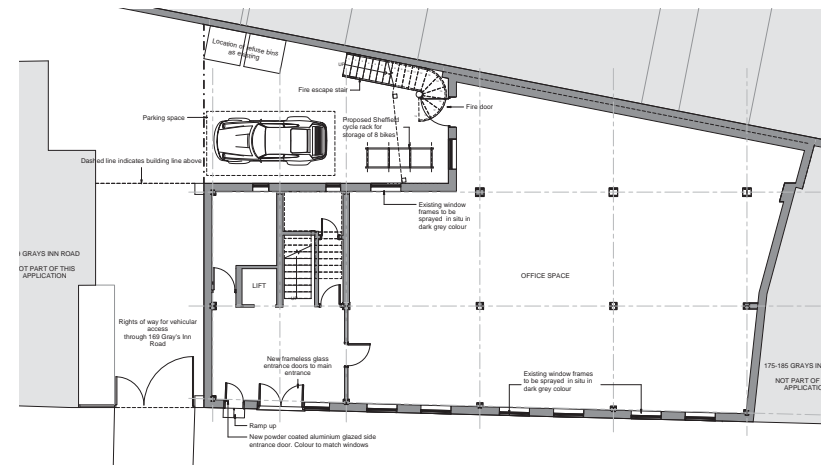 Location of refuse bins
as existing
UP
Fire escape stair
Fire door
Parking space
Proposed Sheffield
cycle rack for
storage of 8 bikes
Dashed line indicates building line above
Existing window
frames to be
sprayed in situ in
dark grey colour
GRAYS INN ROAD
NOT PART OF THIS
APPLICATION
OFFICE SPACE
LIFT
UP
Rights of way for vehicular
access
through 169 Gray's Inn
Road
New frameless glass
entrance doors to main
entrance
Existing window frames
to be sprayed in situ in
dark grey colour
175-185 GRAYS IN
NOT PART OF
APPLICATIO
Ramp up
New powder coated aluminium glazed side
entrance door. Colour to match windows